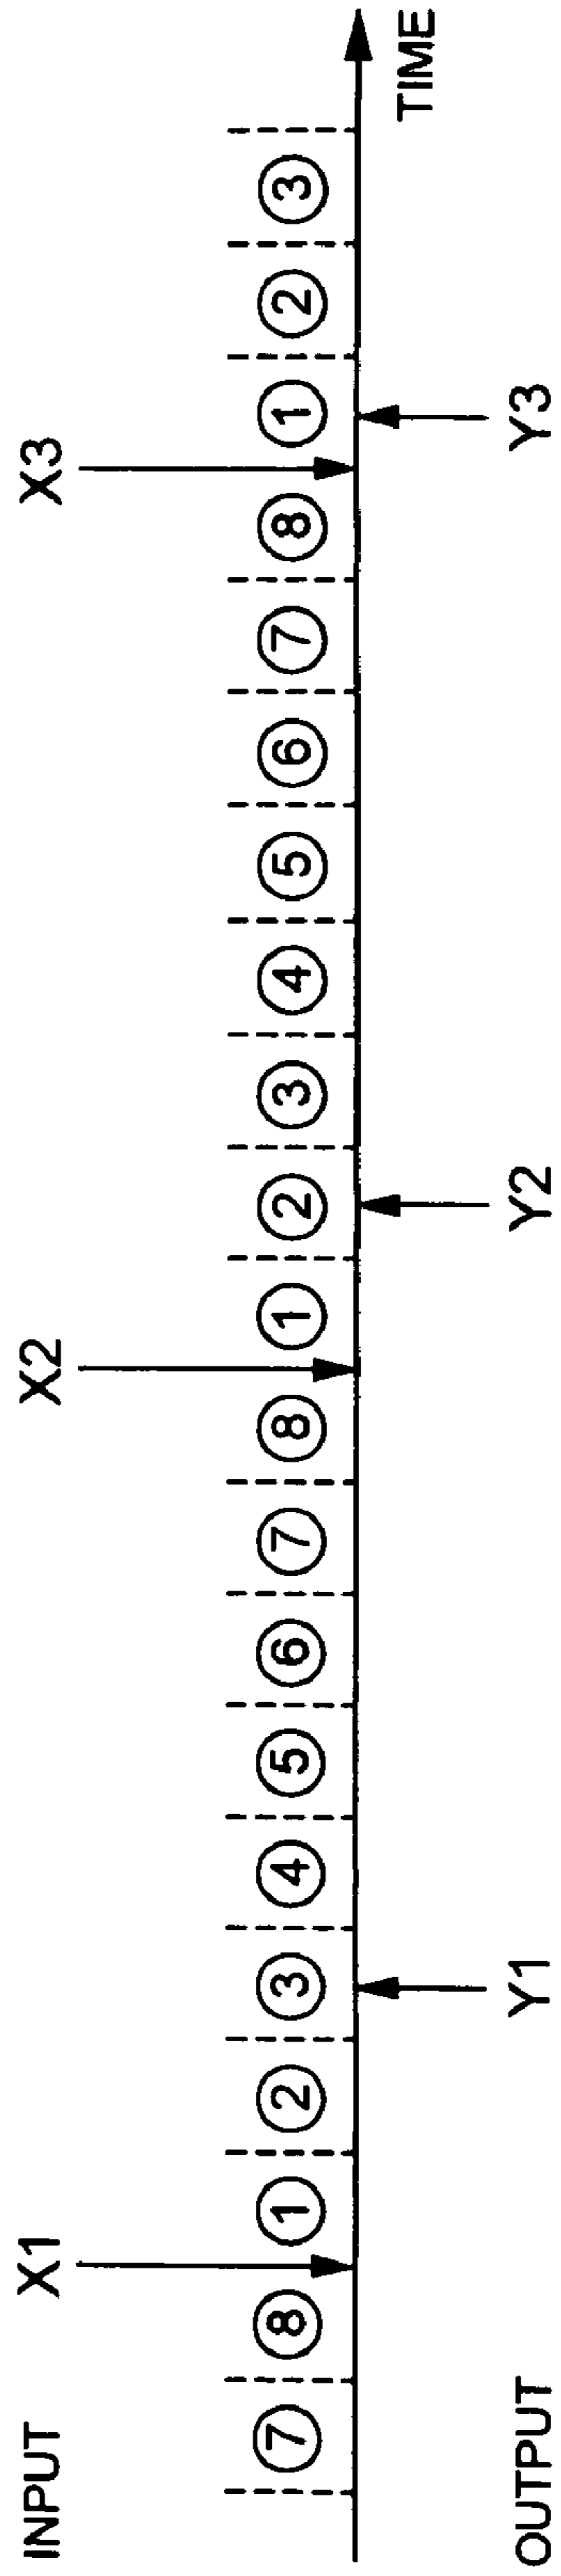 INPUT X1 X2 X3
⑦ ⑧ ① ② ③ ④ ⑤ ⑥ ⑦ ⑧ ① ② ③ ④ ⑤ ⑥ ⑦ ⑧ ① ② ③
TIME
OUTPUT Y1 Y2 Y3